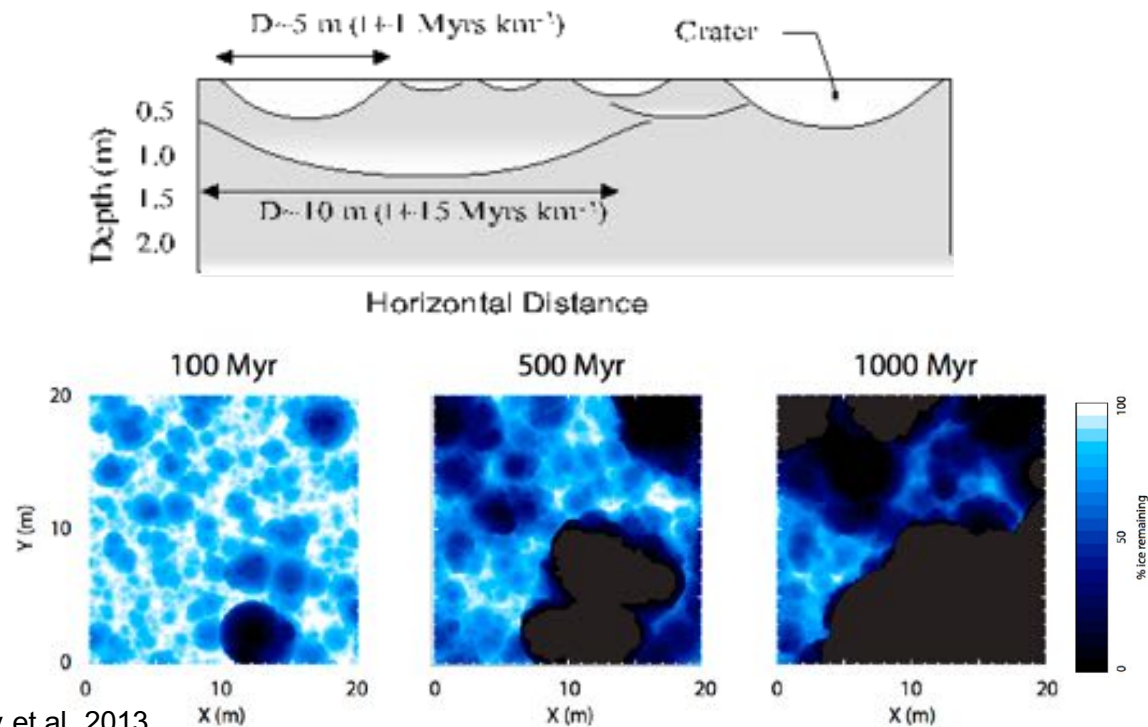 D~5 m (1+1 Myrs km⁻¹)
Crater
0.5
1.0
1.5
2.0
Depth (m)
D~10 m (1+15 Myrs km⁻¹)
Horizontal Distance
100 Myr
500 Myr
1000 Myr
20
10
0
Y (m)
0 10 20
X (m)
0 10 20
X (m)
0 10 20
X (m)
100
50
0
% ice remaining
et al. 2013